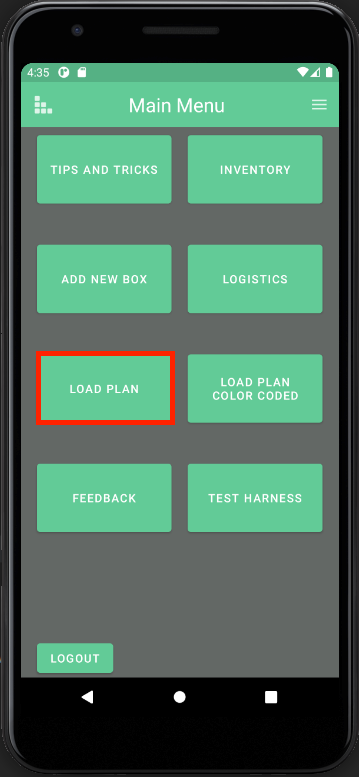 4:35
Main Menu
TIPS AND TRICKS
INVENTORY
ADD NEW BOX
LOGISTICS
LOAD PLAN
LOAD PLAN
COLOR CODED
FEEDBACK
TEST HARNESS
LOGOUT